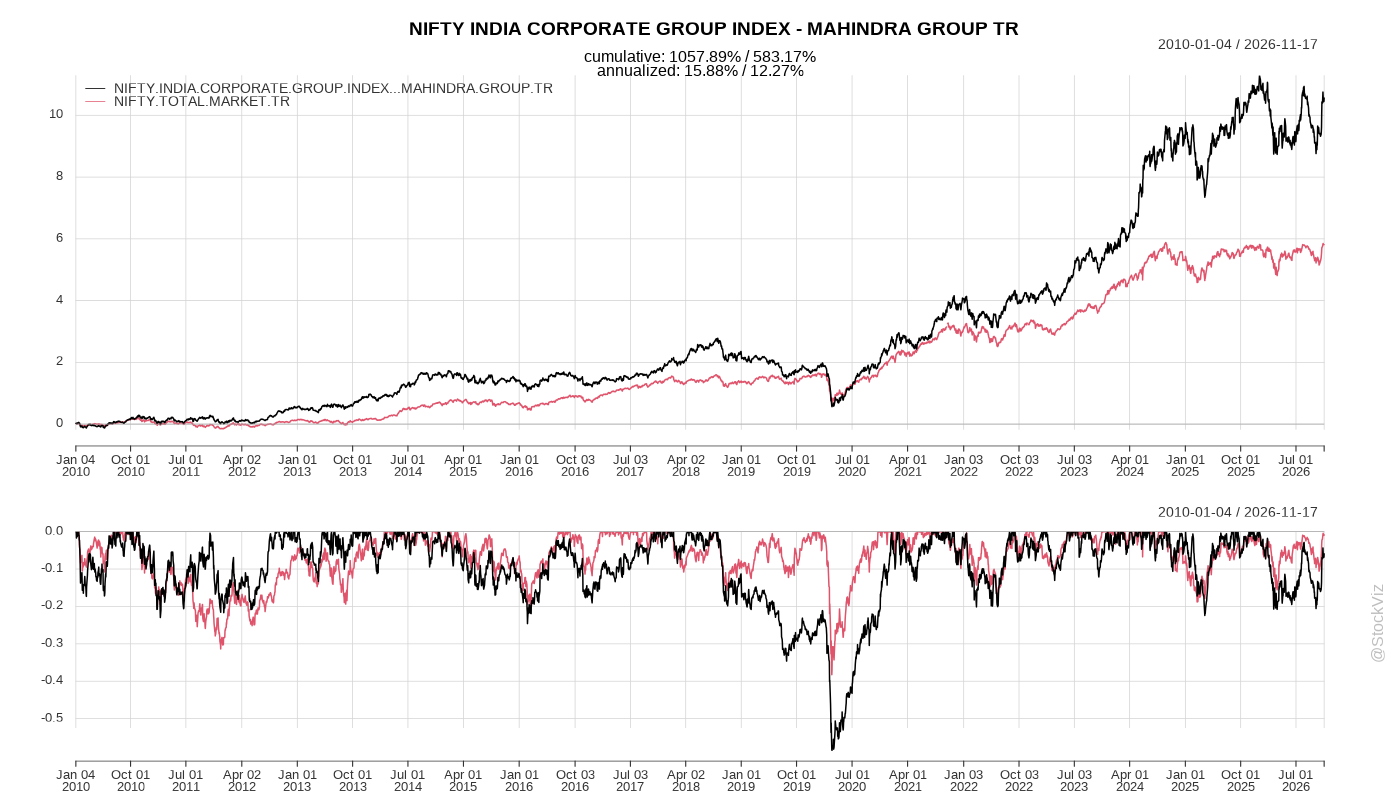 NIFTY INDIA CORPORATE GROUP INDEX - MAHINDRA GROUP TR
2010-01-04 / 2026-11-17
cumulative: 1057.89% / 583.17%
annualized: 15.88% / 12.27%
NIFTY.INDIA.CORPORATE.GROUP.INDEX...MAHINDRA.GROUP.TR
NIFTY.TOTAL.MARKET.TR
10
8
6
4
2
0
Jan 04 Oct 01 Jul 01 Apr 02 Jan 01 Oct 01 Jul 01 Apr 01 Jan 01 Oct 03 Jul 03 Apr 02 Jan 01 Oct 01 Jul 01 Apr 01 Jan 03 Oct 03 Jul 03 Apr 01 Jan 01 Oct 01 Jul 01
2010 2010 2011 2012 2013 2013 2014 2015 2016 2016 2017 2018 2019 2019 2020 2021 2022 2022 2023 2024 2025 2025 2026
2010-01-04 / 2026-11-17
0.0
-0.1
-0.2
-0.3
-0.4
-0.5
Jan 04 Oct 01 Jul 01 Apr 02 Jan 01 Oct 01 Jul 01 Apr 01 Jan 01 Oct 03 Jul 03 Apr 02 Jan 01 Oct 01 Jul 01 Apr 01 Jan 03 Oct 03 Jul 03 Apr 01 Jan 01 Oct 01 Jul 01
2010 2010 2011 2012 2013 2013 2014 2015 2016 2016 2017 2018 2019 2019 2020 2021 2022 2022 2023 2024 2025 2025 2026
@StockViz